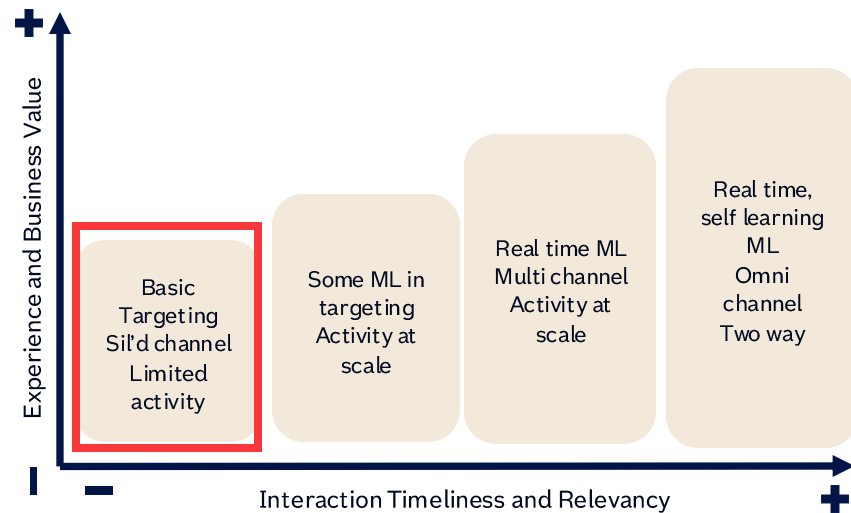 Experience and Business Value
Basic
Targeting
Sil'd channel
Limited
activity
Some ML in
targeting
Activity at
scale
Real time ML
Multi channel
Activity at
scale
Real time,
self learning
ML
Omni
channel
Two way
Interaction Timeliness and Relevancy